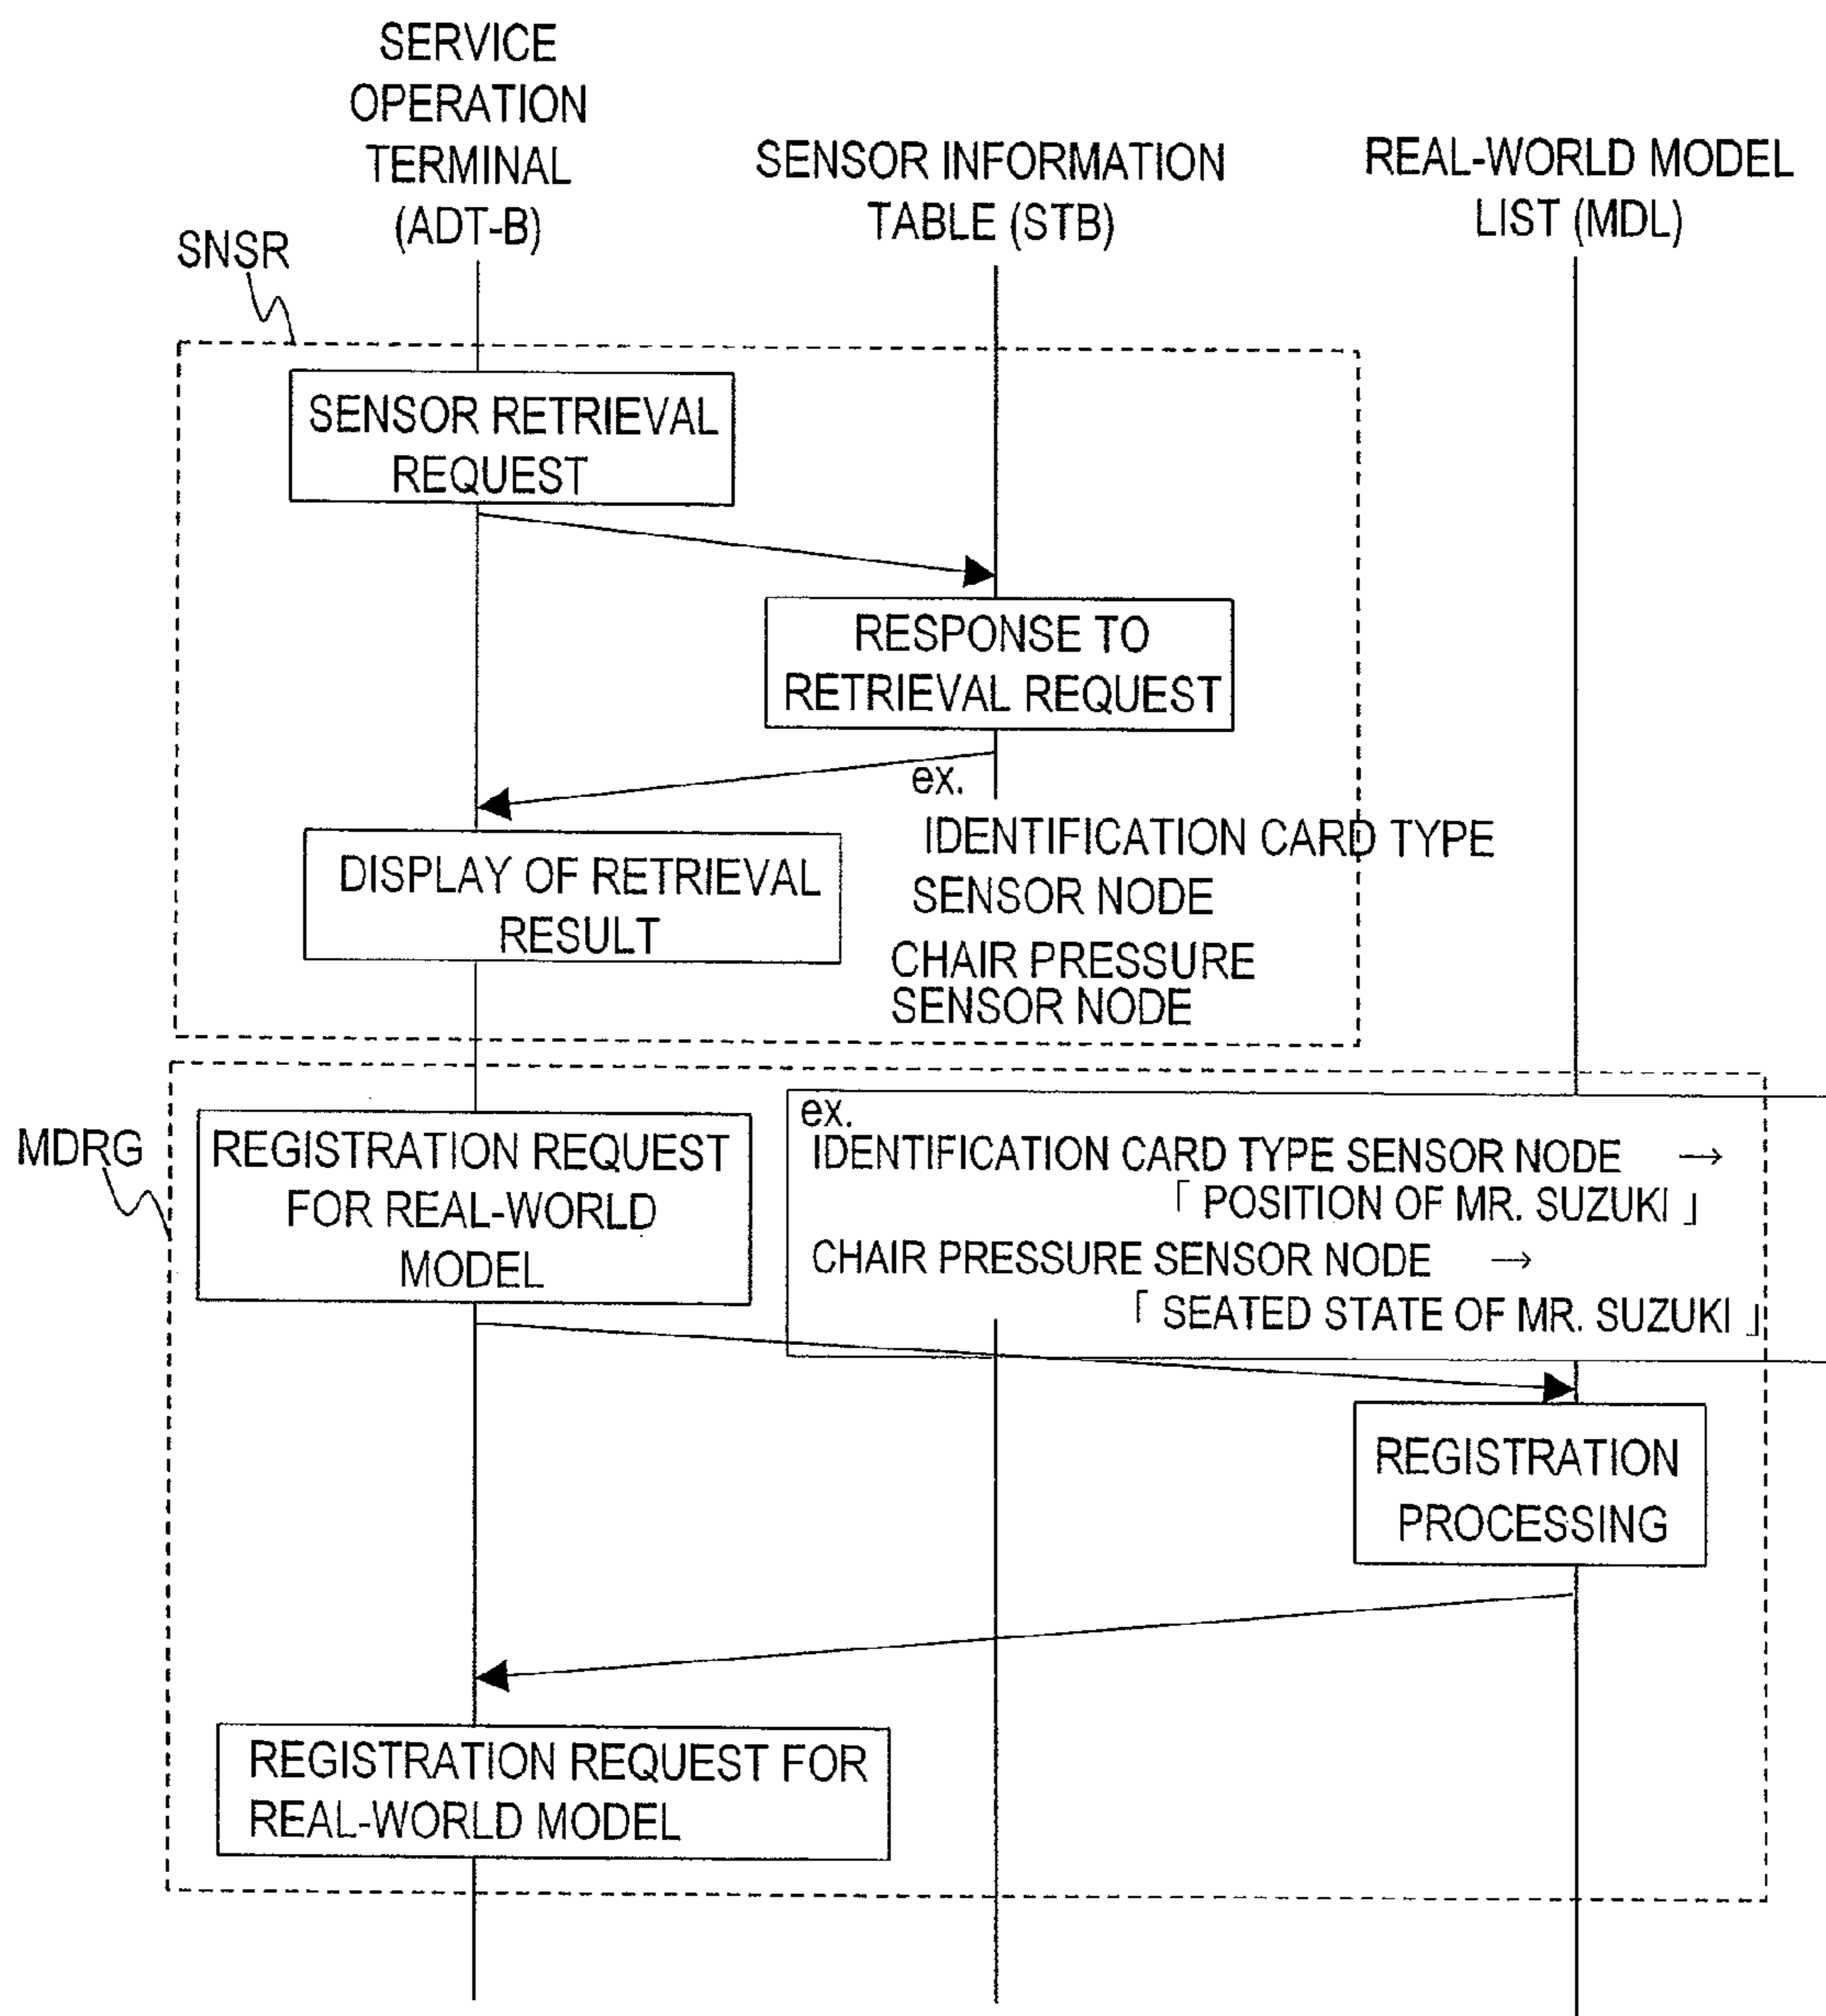 SERVICE
OPERATION
TERMINAL
(ADT-B)
SENSOR INFORMATION
TABLE (STB)
REAL-WORLD MODEL
LIST (MDL)
SNSR
SENSOR RETRIEVAL
REQUEST
RESPONSE TO
RETRIEVAL REQUEST
ex.
IDENTIFICATION CARD TYPE
SENSOR NODE
CHAIR PRESSURE
SENSOR NODE
DISPLAY OF RETRIEVAL
RESULT
MDRG
REGISTRATION REQUEST
FOR REAL-WORLD
MODEL
ex.
IDENTIFICATION CARD TYPE SENSOR NODE →
「 POSITION OF MR. SUZUKI 」
CHAIR PRESSURE SENSOR NODE →
「 SEATED STATE OF MR. SUZUKI 」
REGISTRATION
PROCESSING
REGISTRATION REQUEST FOR
REAL-WORLD MODEL